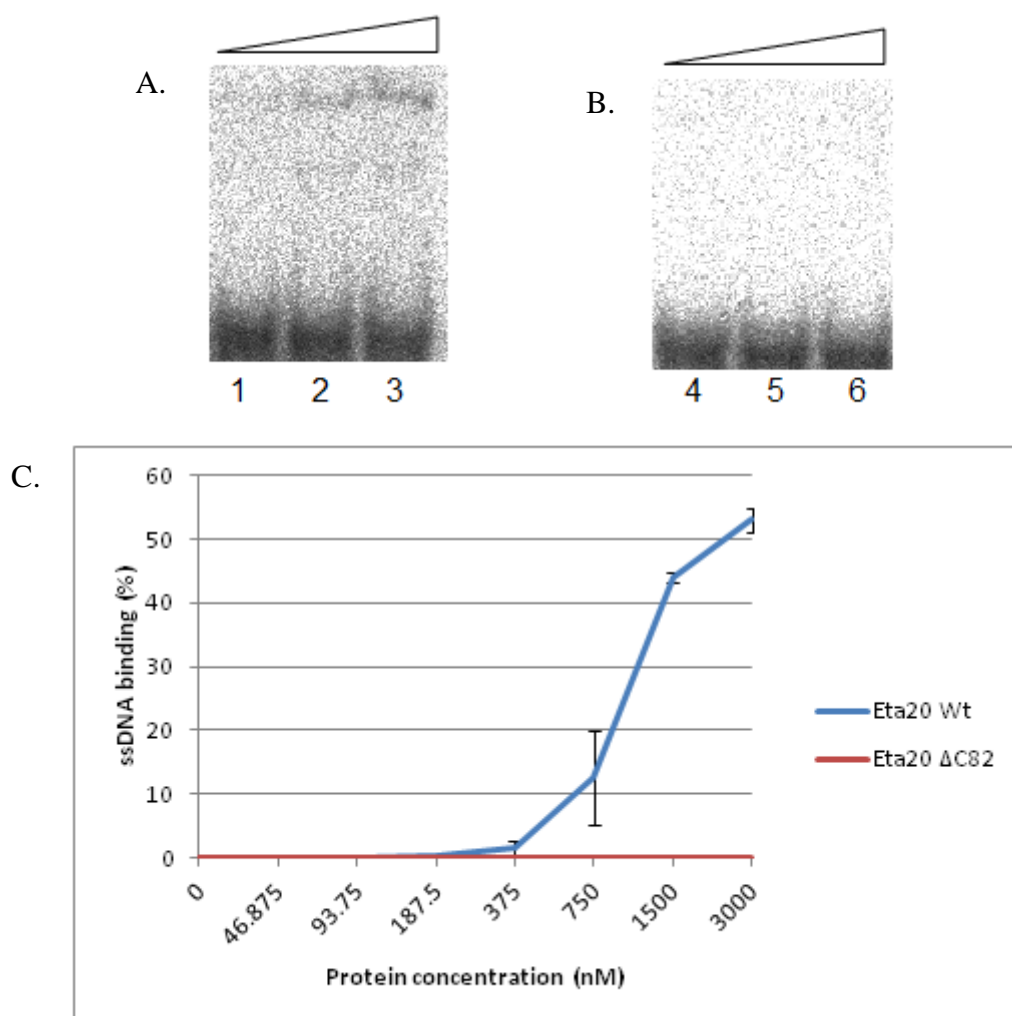 A.
B.
1 2 3
4 5 6
C.
60
50
40
30
20
10
0
ssDNA binding (%)
0 46.875 93.75 187.5 375 750 1500 3000
Protein concentration (nM)
Eta20 Wt
Eta20 ΔC82